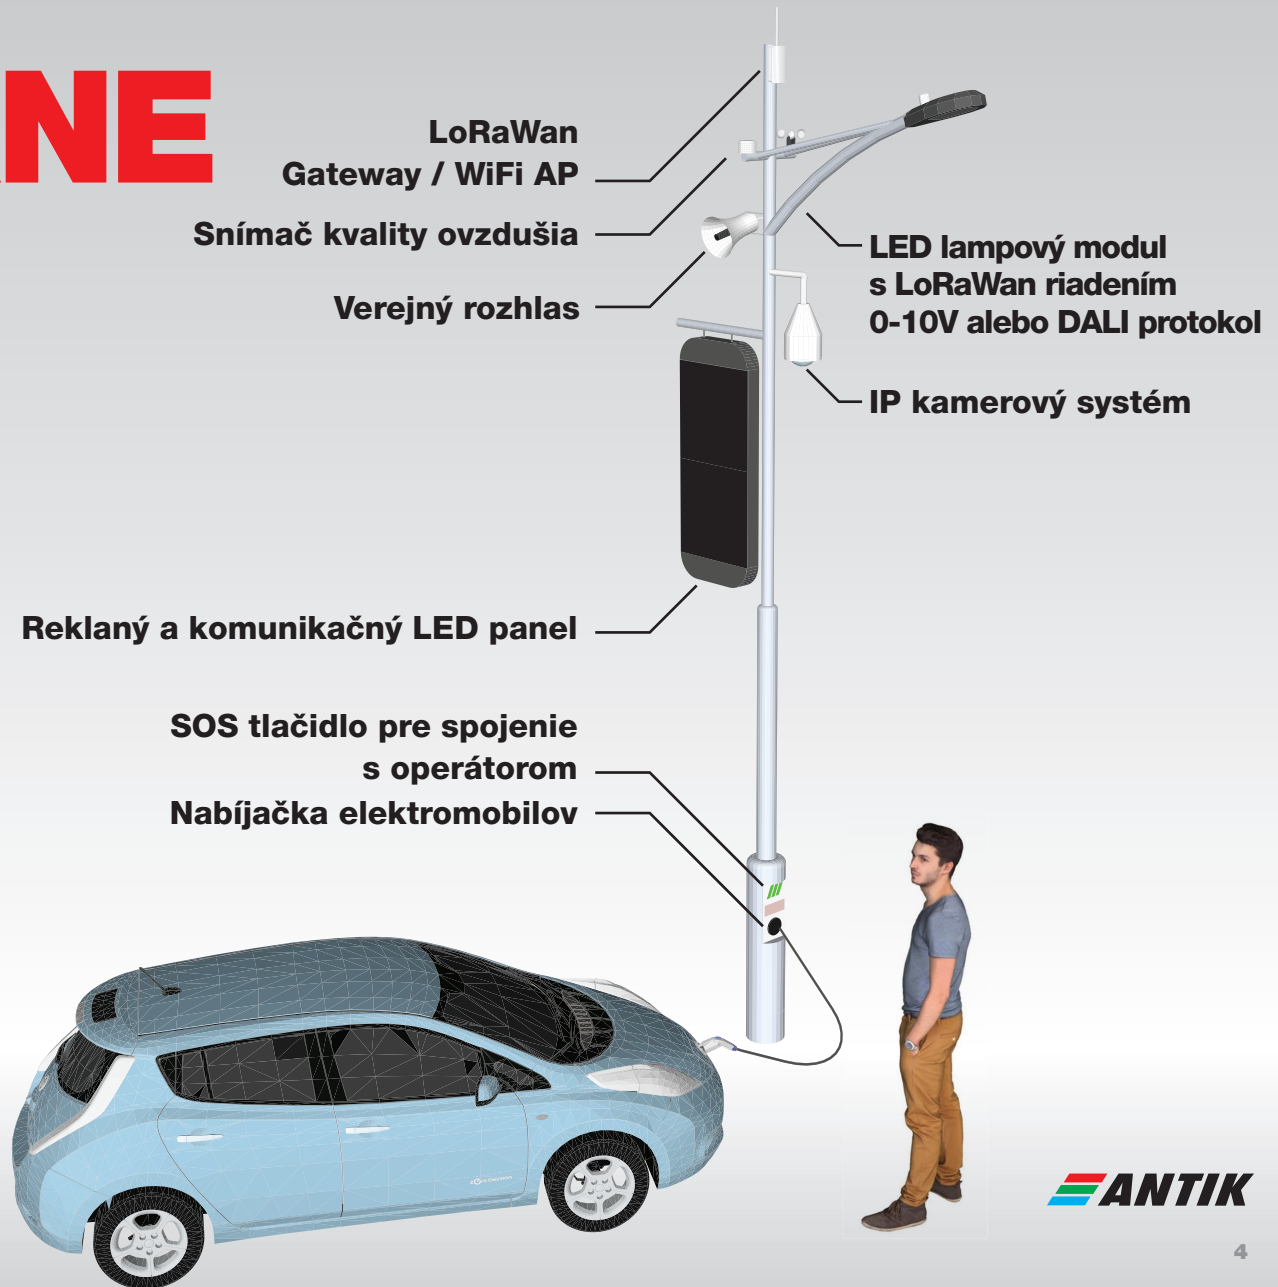 NE
LoRaWan
Gateway / WiFi AP
Snímač kvality ovzdušia
Verejný rozhlas
LED lampový modul
s LoRaWan riadením
0-10V alebo DALI protokol
IP kamerový systém
Reklaný a komunikačný LED panel
SOS tlačidlo pre spojenie
s operátorom
Nabíjačka elektromobilov
ANTIK
4